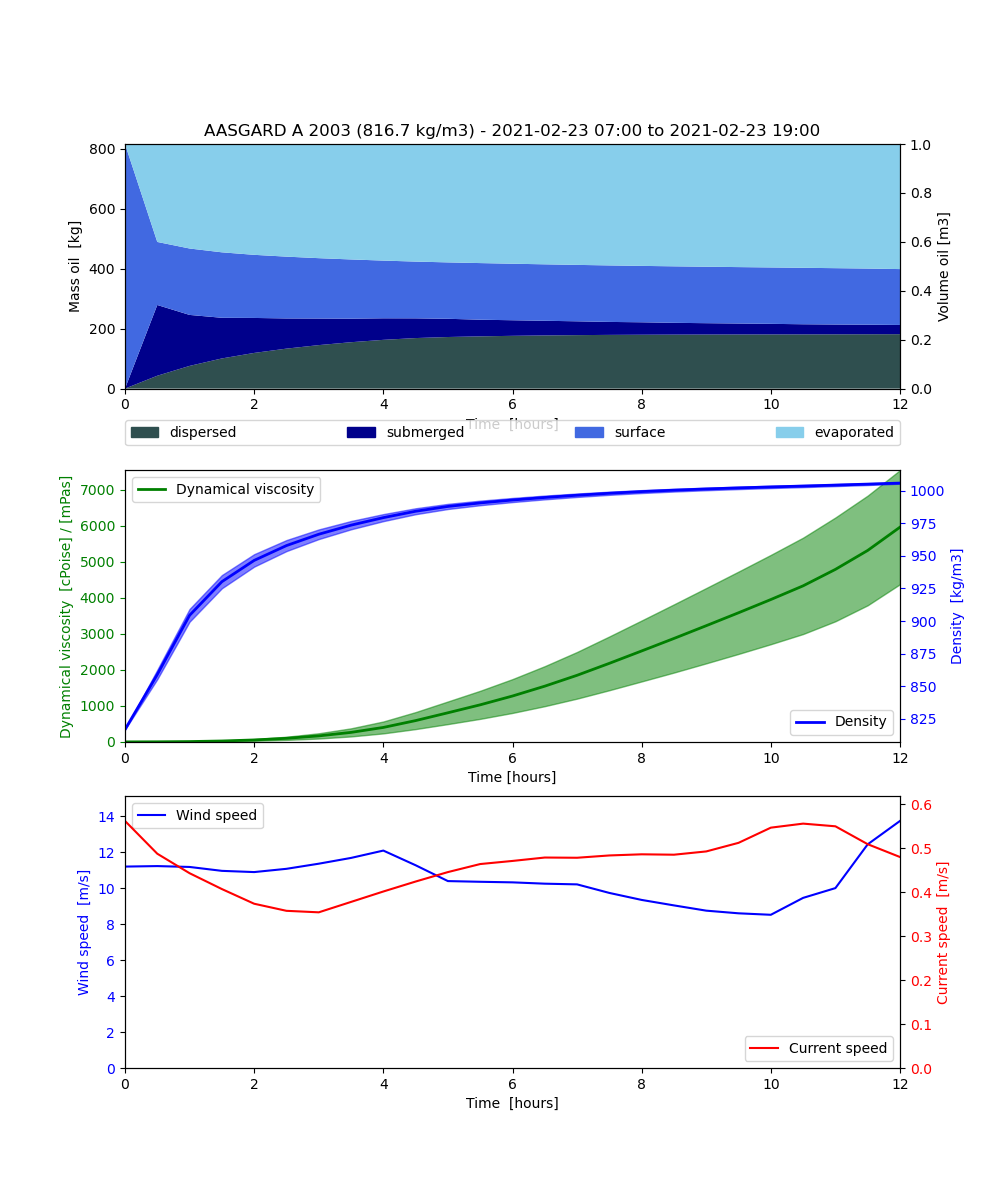 AASGARD A 2003 (816.7 kg/m3) - 2021-02-23 07:00 to 2021-02-23 19:00
Mass oil [kg]
800
600
400
200
0
Volume oil [m3]
1.0
0.8
0.6
0.4
0.2
0.0
0 2 4 6 8 10 12
Time [hours]
dispersed submerged surface evaporated
Dynamical viscosity [cPoise] / [mPas]
7000
6000
5000
4000
3000
2000
1000
0
Dynamical viscosity
Density [kg/m3]
1000
975
950
925
900
875
850
825
Density
0 2 4 6 8 10 12
Time [hours]
Wind speed [m/s]
14
12
10
8
6
4
2
0
Wind speed
Current speed [m/s]
0.6
0.5
0.4
0.3
0.2
0.1
0.0
Current speed
0 2 4 6 8 10 12
Time [hours]